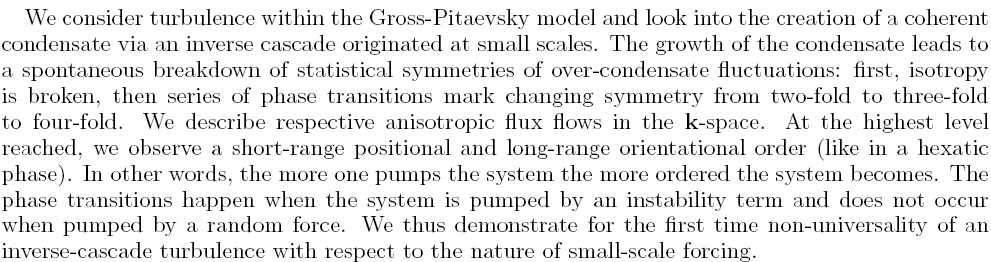 We consider turbulence within the Gross-Pitaevsky model and look into the creation of a coherent
condensate via an inverse cascade originated at small scales. The growth of the condensate leads to
a spontaneous breakdown of statistical symmetries of over-condensate fluctuations: first, isotropy
is broken, then series of phase transitions mark changing symmetry from two-fold to three-fold
to four-fold. We describe respective anisotropic flux flows in the k-space. At the highest level
reached, we observe a short-range positional and long-range orientational order (like in a hexatic
phase). In other words, the more one pumps the system the more ordered the system becomes. The
phase transitions happen when the system is pumped by an instability term and does not occur
when pumped by a random force. We thus demonstrate for the first time non-universality of an
inverse-cascade turbulence with respect to the nature of small-scale forcing.